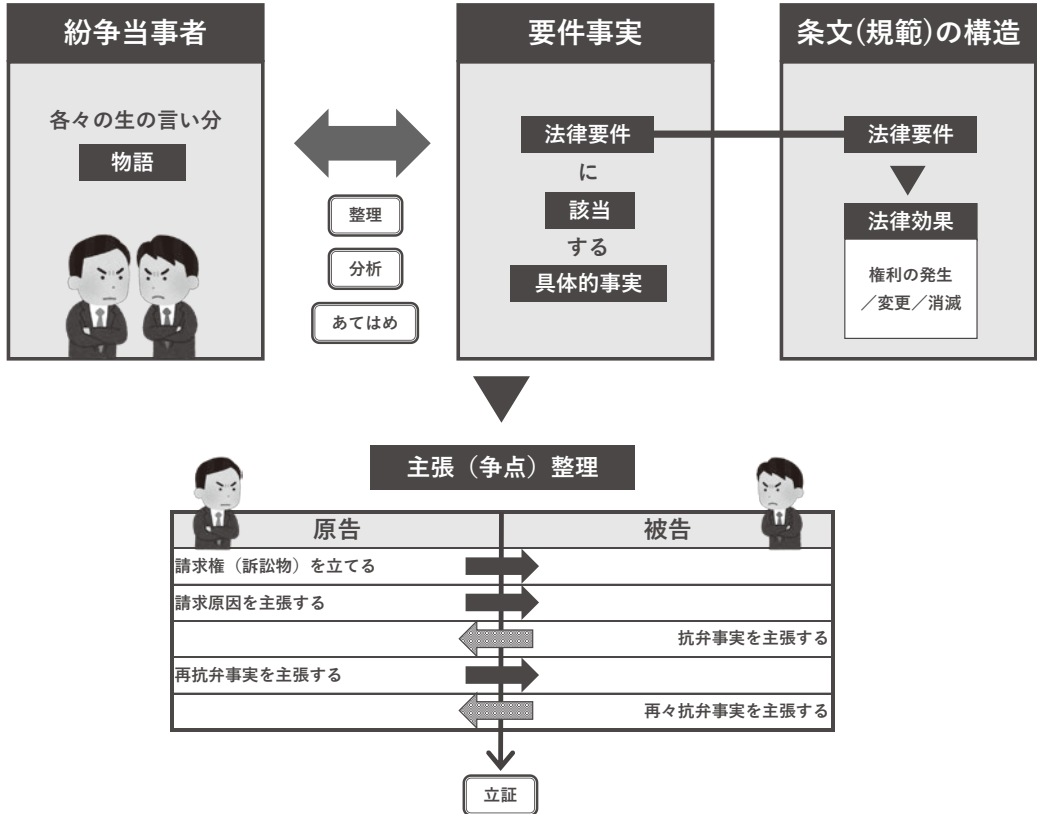 紛争当事者
各々の生の言い分
物語
整理
分析
あてはめ
要件事実
法律要件
に
該当
する
具体的事実
条文(規範)の構造
法律要件
法律効果
権利の発生
／変更／消滅
主張（争点）整理
原告
被告
請求権（訴訟物）を立てる
請求原因を主張する
抗弁事実を主張する
再抗弁事実を主張する
再々抗弁事実を主張する
立証